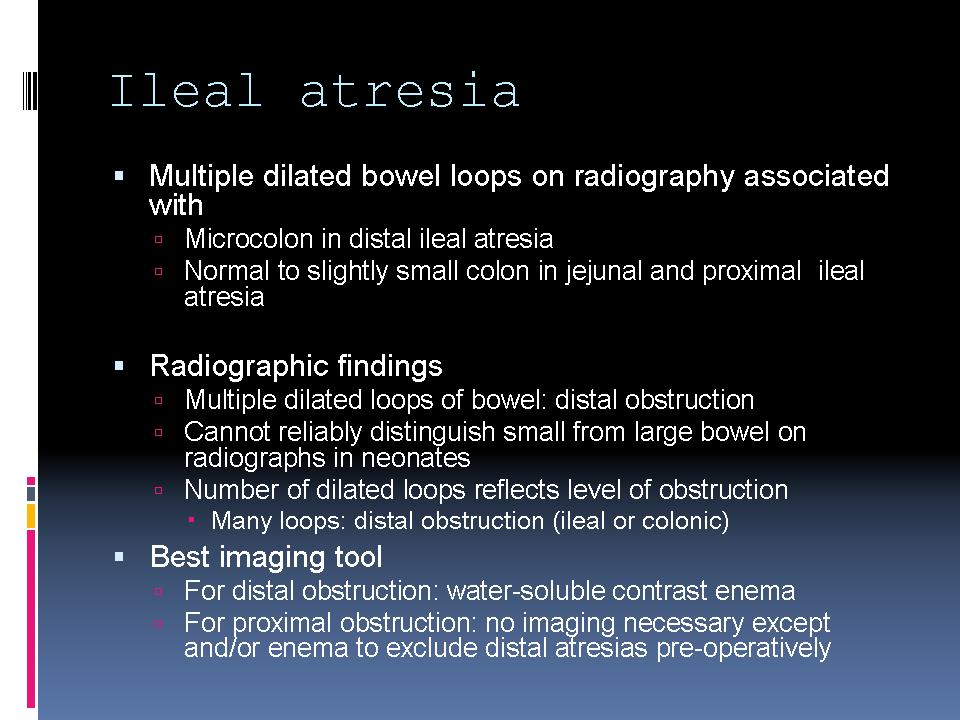 Ileal atresia
Multiple dilated bowel loops on radiography associated
with
Microcolon in distal ileal atresia
Normal to slightly small colon in jejunal and proximal ileal
atresia
Radiographic findings
Multiple dilated loops of bowel: distal obstruction
Cannot reliably distinguish small from large bowel on
radiographs in neonates
Number of dilated loops reflects level of obstruction
Many loops: distal obstruction (ileal or colonic)
Best imaging tool
For distal obstruction: water-soluble contrast enema
For proximal obstruction: no imaging necessary except
and/or enema to exclude distal atresias pre-operatively